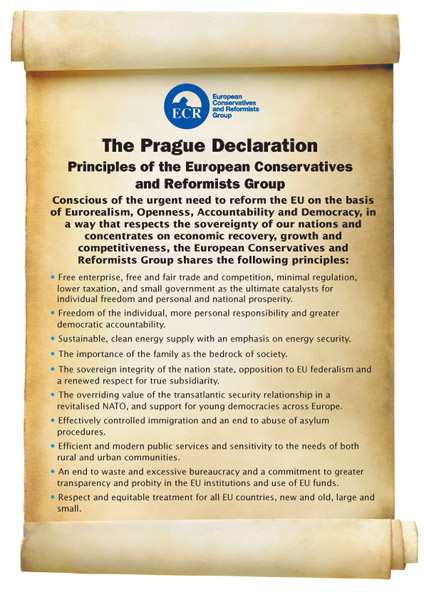 ECR
European
Conservatives
and Reformists
Group
The Prague Declaration
Principles of the European Conservatives
and Reformists Group
Conscious of the urgent need to reform the EU on the basis
of Eurorealism, Openness, Accountability and Democracy, in
a way that respects the sovereignty of our nations and
concentrates on economic recovery, growth and
competitiveness, the European Conservatives and
Reformists Group shares the following principles:
• Free enterprise, free and fair trade and competition, minimal regulation,
lower taxation, and small government as the ultimate catalysts for
individual freedom and personal and national prosperity.
• Freedom of the individual, more personal responsibility and greater
democratic accountability.
• Sustainable, clean energy supply with an emphasis on energy security.
• The importance of the family as the bedrock of society.
• The sovereign integrity of the nation state, opposition to EU federalism and
a renewed respect for true subsidiarity.
• The overriding value of the transatlantic security relationship in a
revitalised NATO, and support for young democracies across Europe.
• Effectively controlled immigration and an end to abuse of asylum
procedures.
• Efficient and modern public services and sensitivity to the needs of both
rural and urban communities.
• An end to waste and excessive bureaucracy and a commitment to greater
transparency and probity in the EU institutions and use of EU funds.
• Respect and equitable treatment for all EU countries, new and old, large and
small.